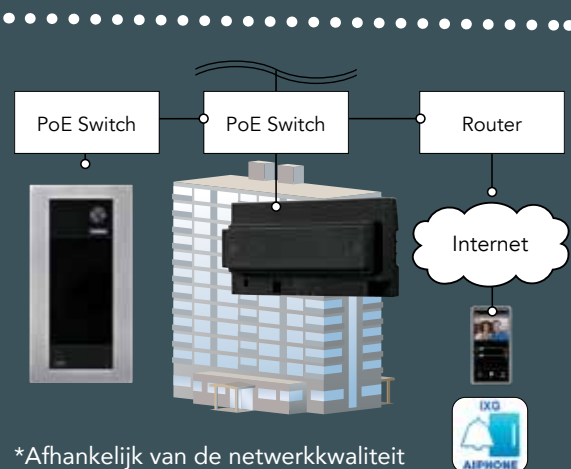 PoE Switch
PoE Switch
Router
Internet
IXG
AIPHONE
*Afhankelijk van de netwerkkwaliteit